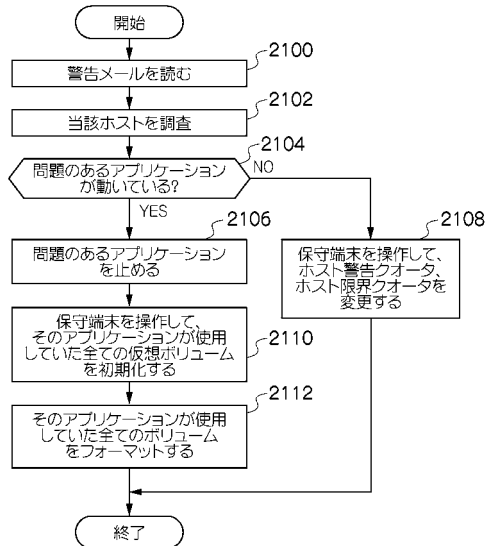 開始
2100
警告メールを読む
2102
当該ホストを調査
2104
問題のあるアプリケーション
が動いている?
NO
YES
2106
問題のあるアプリケーション
を止める
2108
保守端末を操作して、
ホスト警告クオータ、
ホスト限界クオータを
変更する
保守端末を操作して、
そのアプリケーションが使用
していた全ての仮想ボリューム
を初期化する
2110
2112
そのアプリケーションが使用
していた全てのボリューム
をフォーマットする
終了